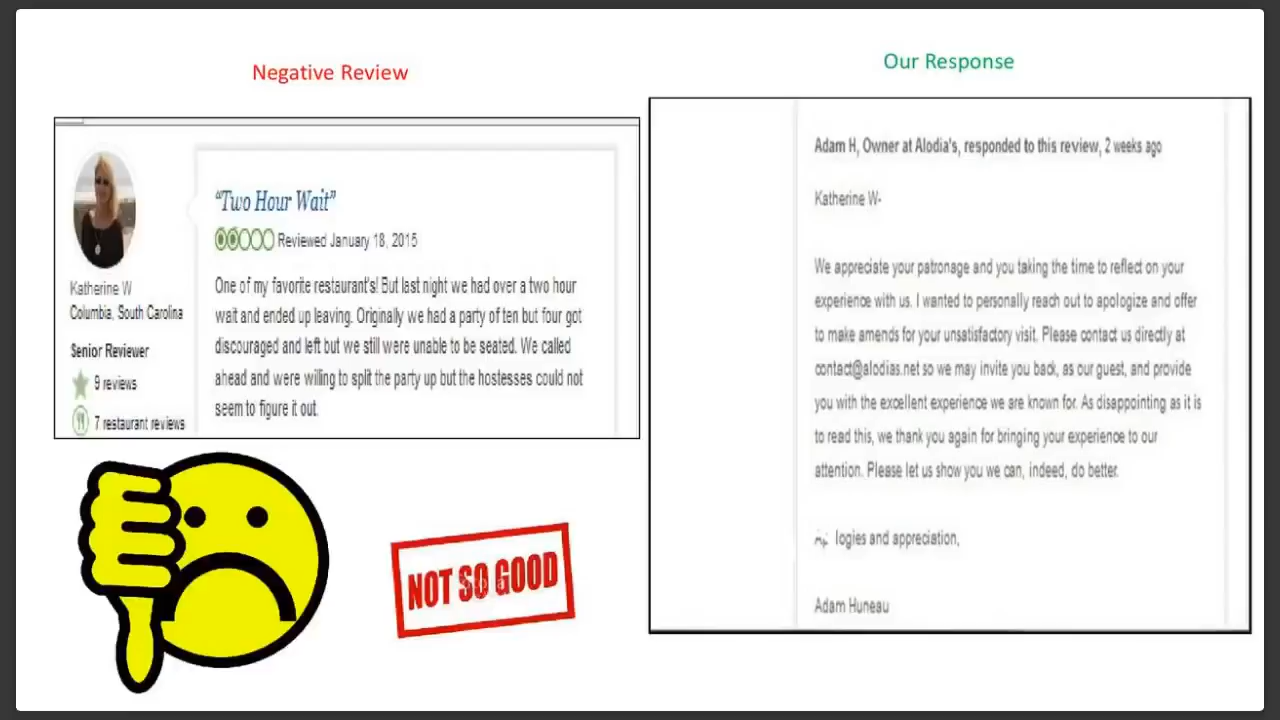 Negative Review
Our Response
"Two Hour Wait"
Reviewed January 18, 2015
One of my favorite restaurant's! But last night we had over a two hour
wait and ended up leaving. Originally we had a party of ten but four got
discouraged and left but we still were unable to be seated. We called
ahead and were willing to split the party up but the hostesses could not
seem to figure it out.
Katherine W
Columbia, South Carolina
Senior Reviewer
9 reviews
7 restaurant reviews
NOT SO GOOD
Adam H, Owner at Alodia's, responded to this review, 2 weeks ago
Katherine W-
We appreciate your patronage and you taking the time to reflect on your
experience with us. I wanted to personally reach out to apologize and offer
to make amends for your unsatisfactory visit. Please contact us directly at
contact@alodias.net so we may invite you back, as our guest, and provide
you with the excellent experience we are known for. As disappointing as it is
to read this, we thank you again for bringing your experience to our
attention. Please let us show you we can, indeed, do better.
logies and appreciation,
Adam Huneau